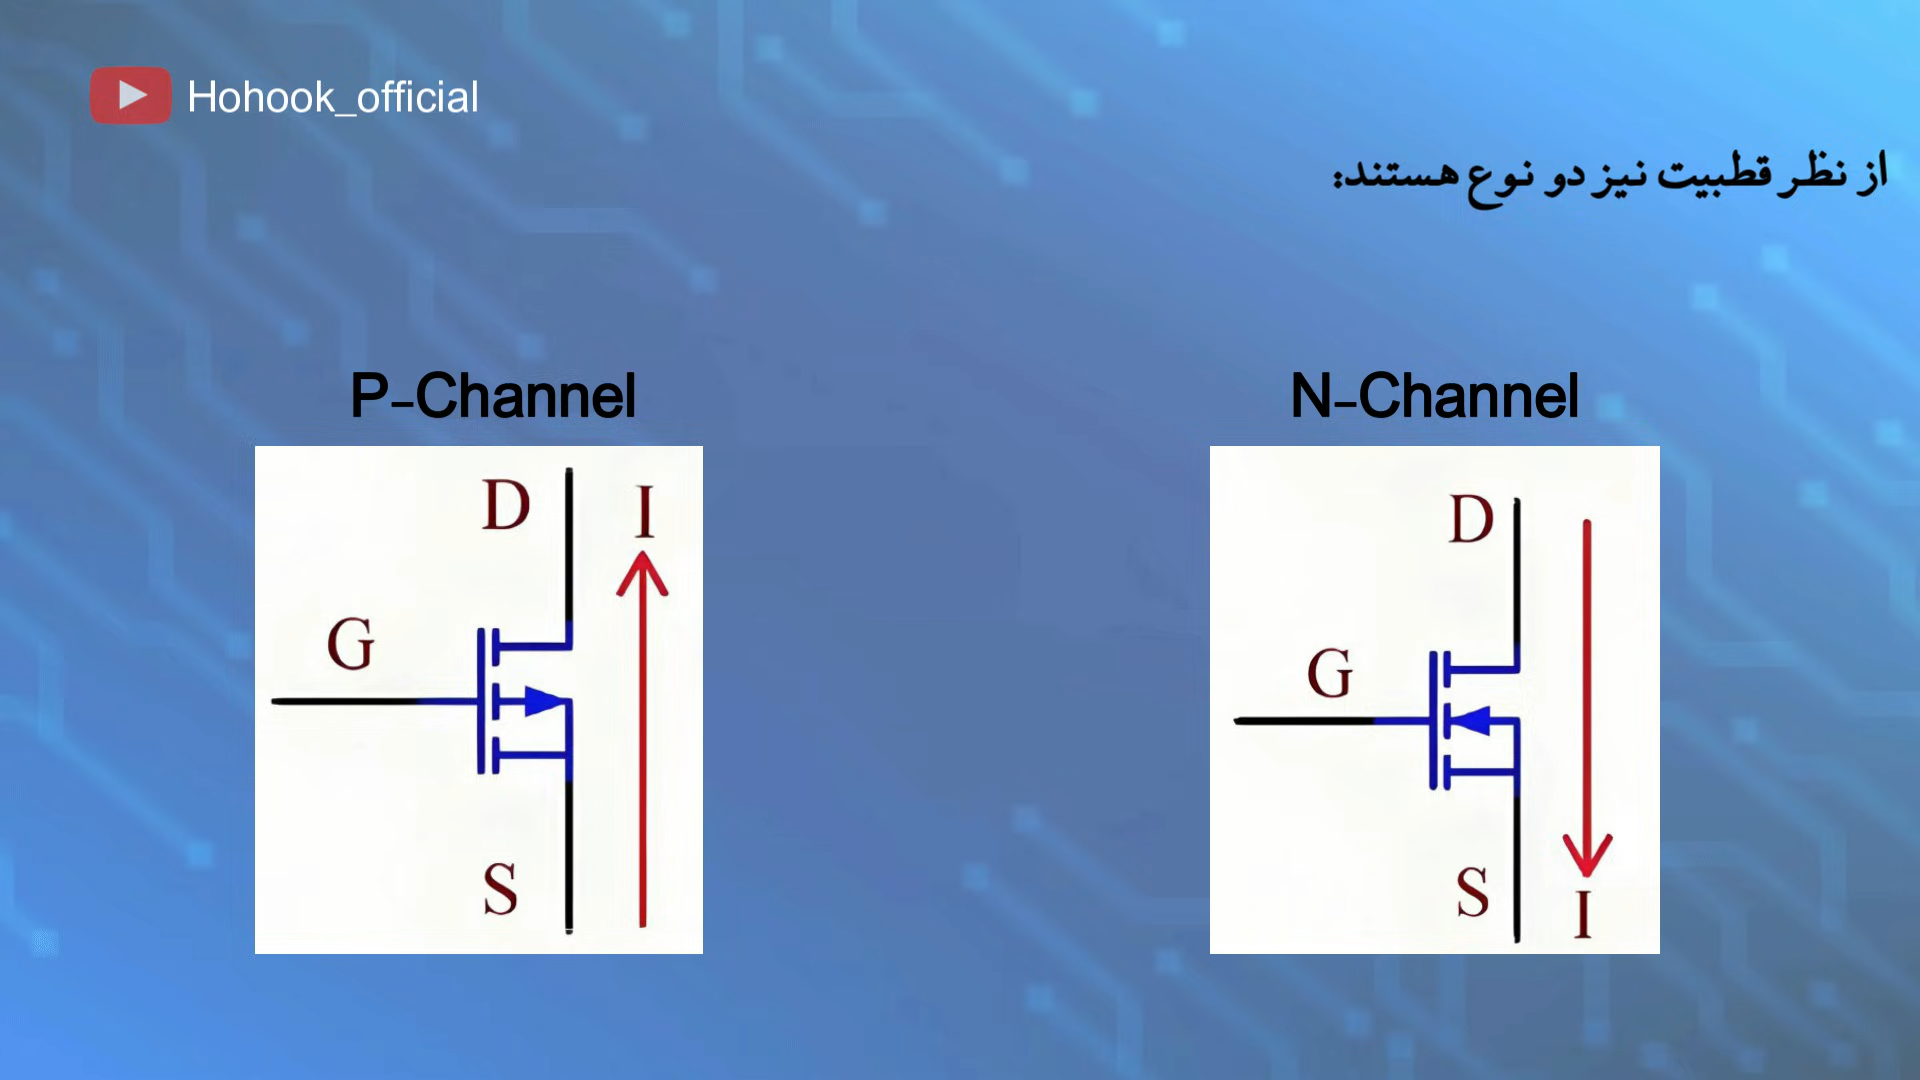 Hohook_official
از نظر قطبیت نیز دو نوع هستند:
P-Channel
D
I
G
S
N-Channel
D
G
S
I